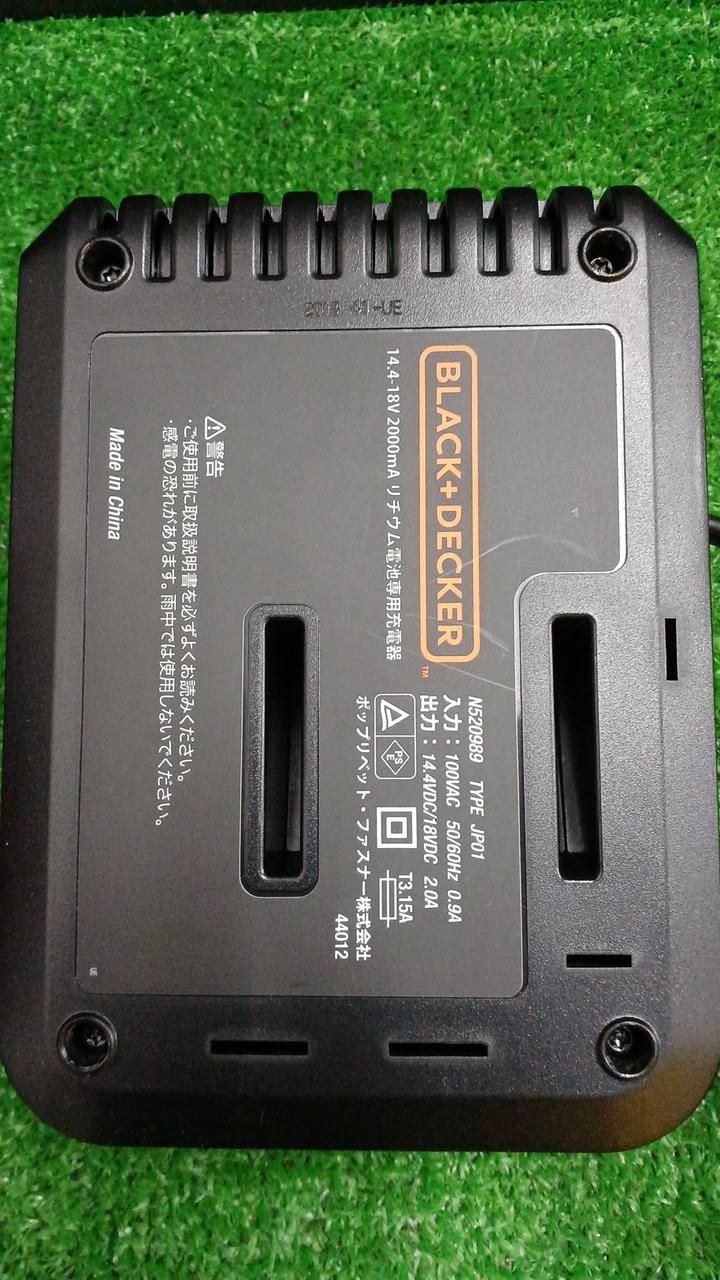 2018 41-UE
BLACK+DECKER™
14.4-18V 2000mA リチウム電池専用充電器
N520989 TYPE JP01
入力：100VAC 50/60Hz 0.9A
出力：14.4VDC/18VDC 2.0A
PSE
T3.15A
ポップリベット・ファスナー株式会社
44012
警告
・ご使用前に取扱説明書を必ずよくお読みください。
・感電の恐れがあります。雨中では使用しないでください。
Made in China
UE